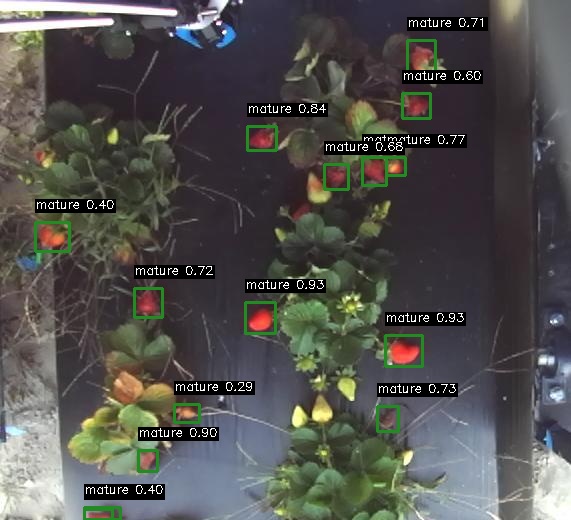 mature 0.71
mature 0.60
mature 0.84
mature 0.77
mature 0.68
mature 0.40
mature 0.72
mature 0.93
mature 0.93
mature 0.29
mature 0.73
mature 0.90
mature 0.40